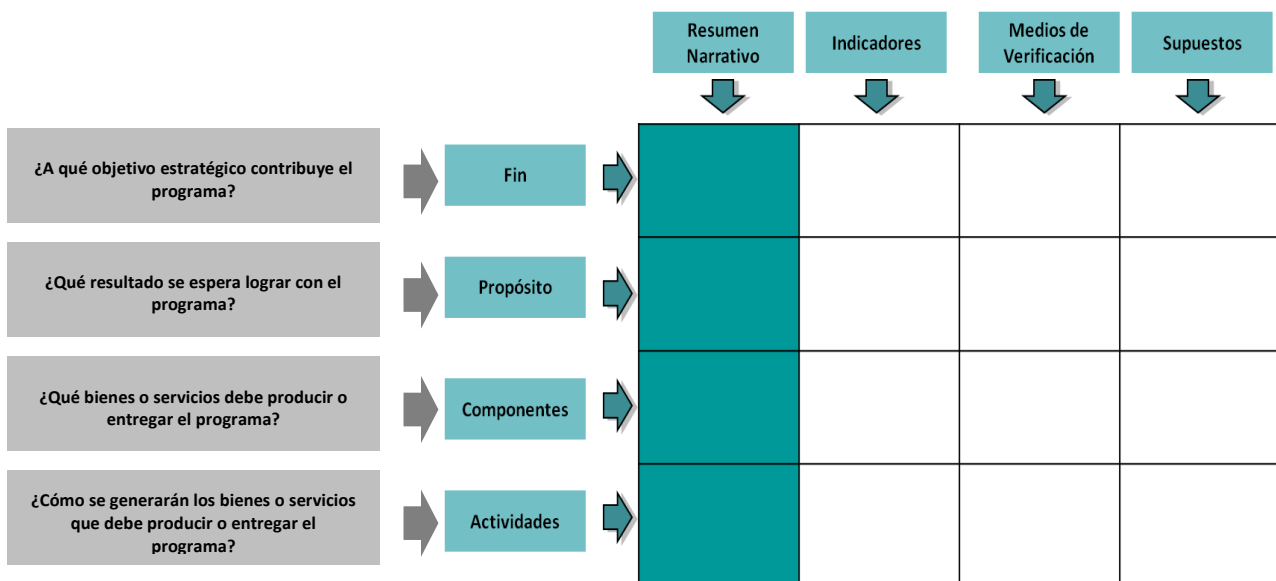 Resumen
Narrativo
Indicadores
Medios de
Verificación
Supuestos
¿A qué objetivo estratégico contribuye el
programa?
Fin
¿Qué resultado se espera lograr con el
programa?
Propósito
¿Qué bienes o servicios debe producir o
entregar el programa?
Componentes
¿Cómo se generarán los bienes o servicios
que debe producir o entregar el
programa?
Actividades